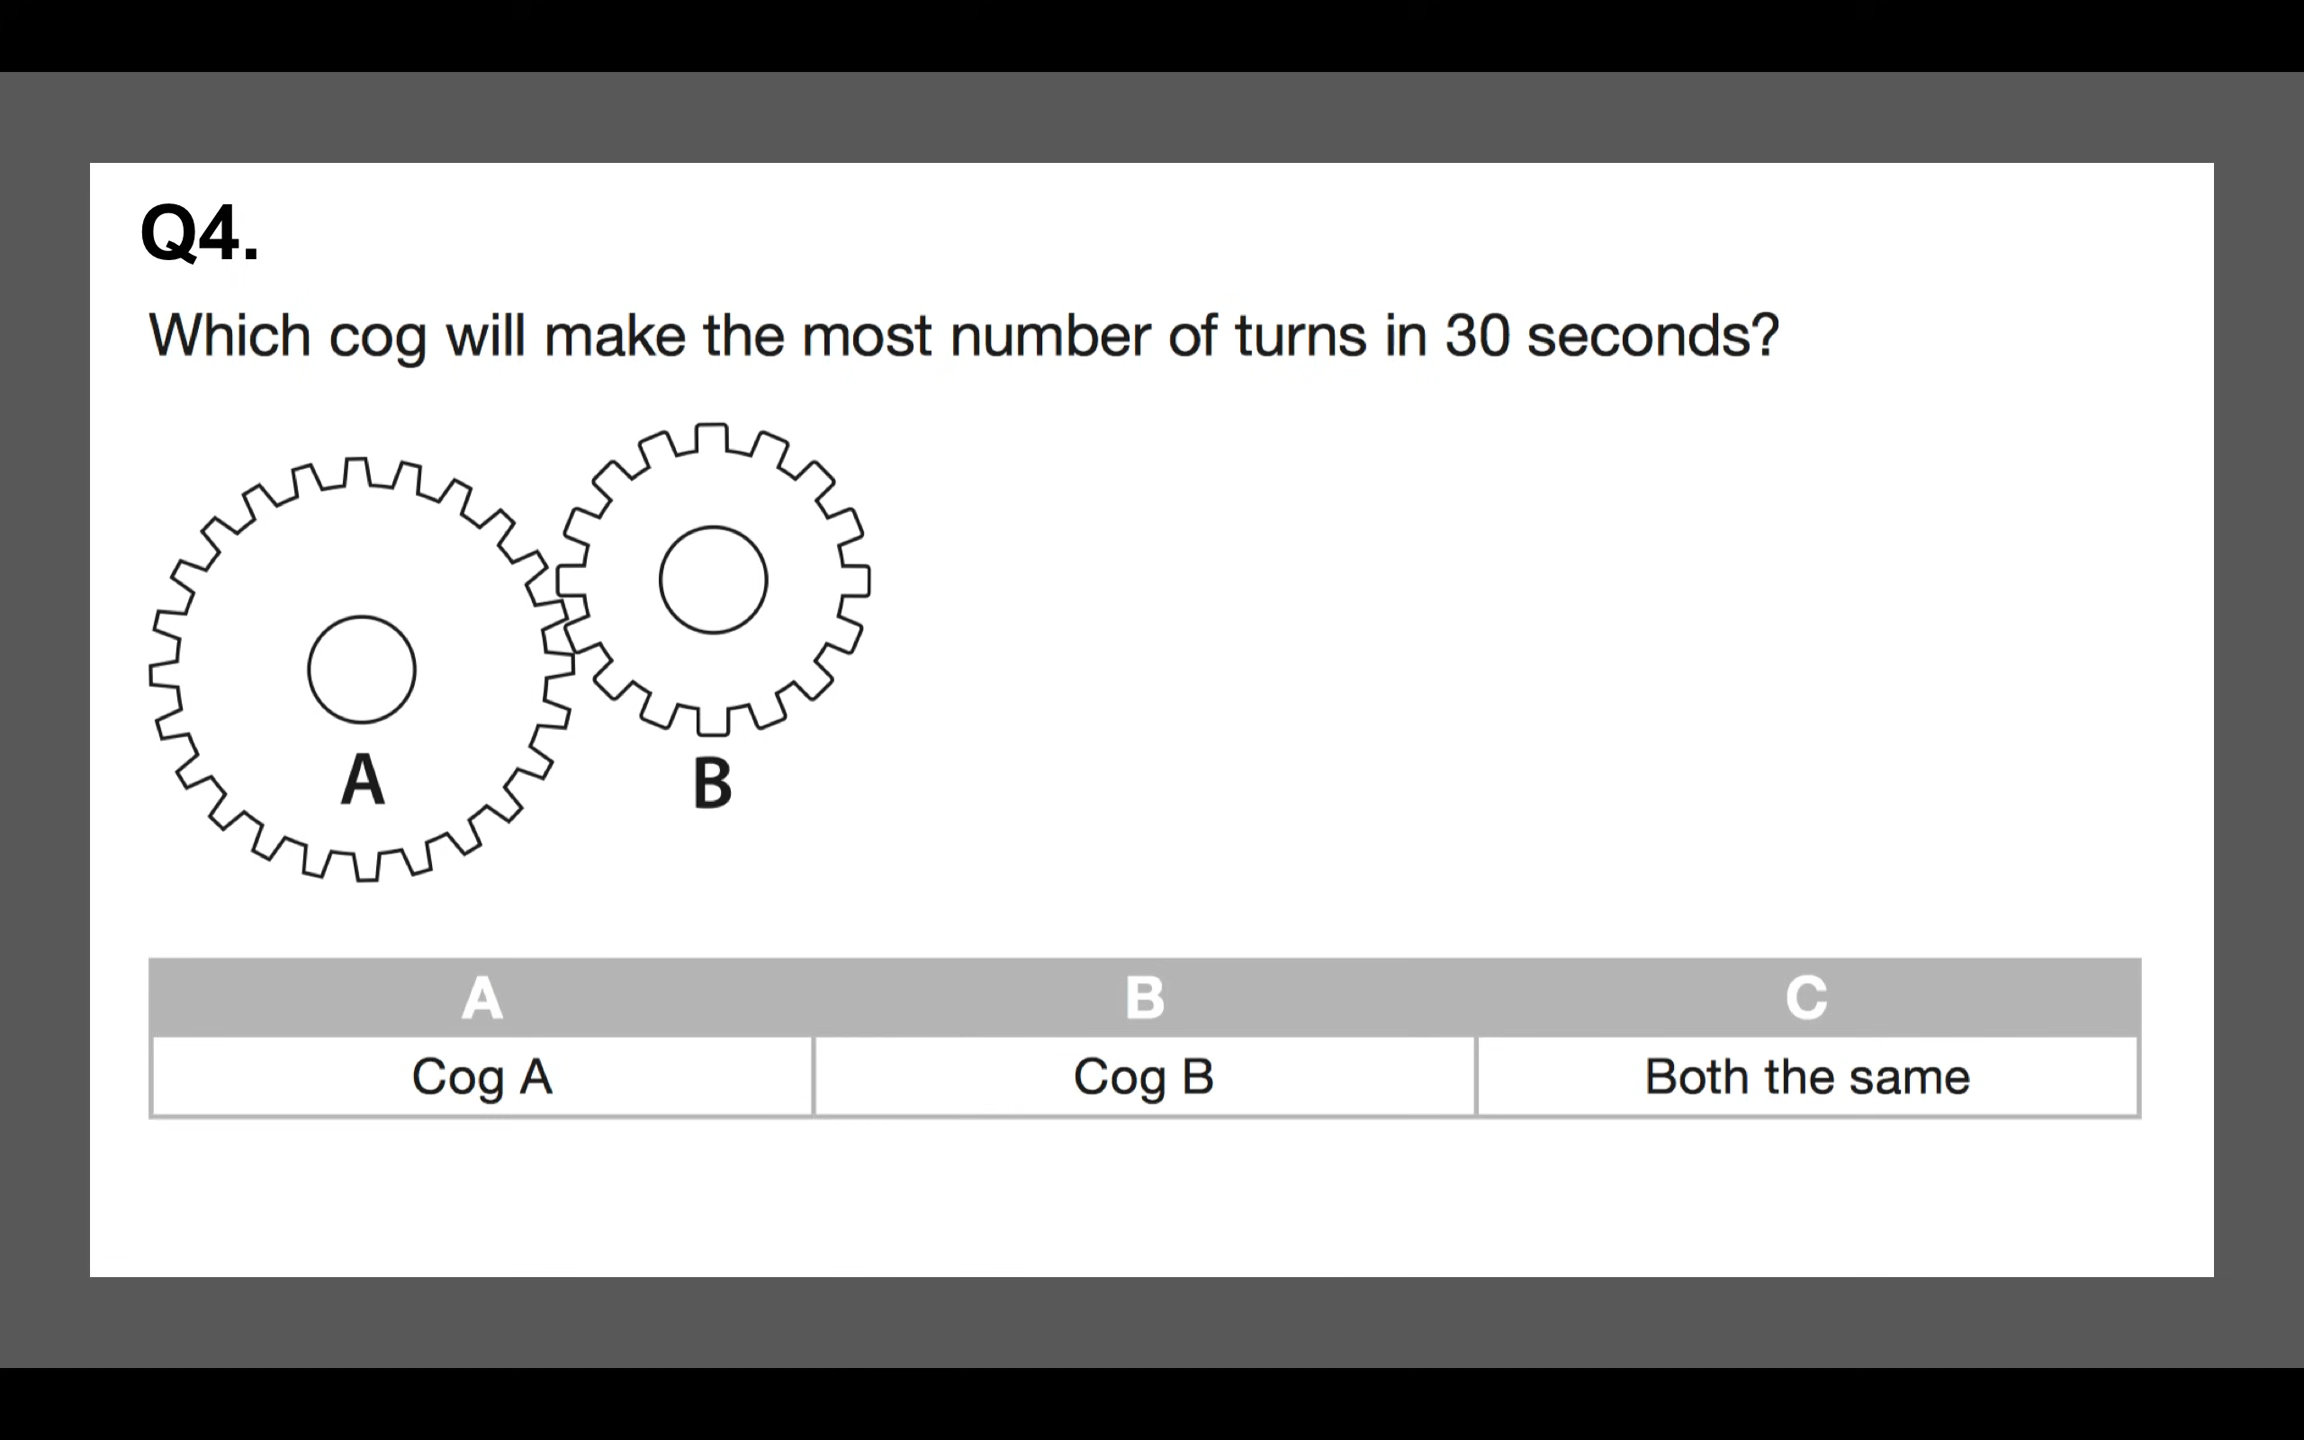 Q4.
Which cog will make the most number of turns in 30 seconds?
A
B
A B C
Cog A Cog B Both the same